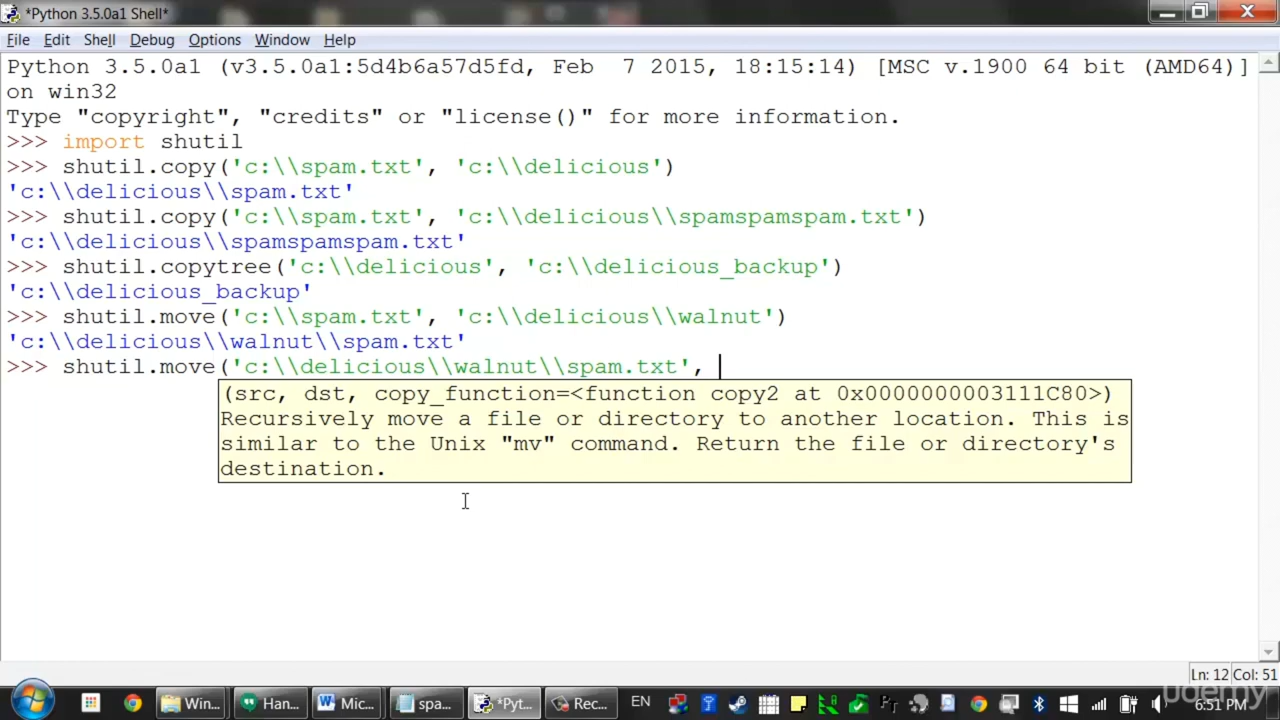 *Python 3.5.0a1 Shell*
File Edit Shell Debug Options Window Help
Python 3.5.0a1 (v3.5.0a1:5d4b6a57d5fd, Feb  7 2015, 18:15:14) [MSC v.1900 64 bit (AMD64)]
on win32
Type "copyright", "credits" or "license()" for more information.
>>> import shutil
>>> shutil.copy('c:\\spam.txt', 'c:\\delicious')
'c:\\delicious\\spam.txt'
>>> shutil.copy('c:\\spam.txt', 'c:\\delicious\\spamspamspam.txt')
'c:\\delicious\\spamspamspam.txt'
>>> shutil.copytree('c:\\delicious', 'c:\\delicious_backup')
'c:\\delicious_backup'
>>> shutil.move('c:\\spam.txt', 'c:\\delicious\\walnut')
'c:\\delicious\\walnut\\spam.txt'
>>> shutil.move('c:\\delicious\\walnut\\spam.txt',
(src, dst, copy_function=<function copy2 at 0x0000000003111C80>)
Recursively move a file or directory to another location. This is
similar to the Unix "mv" command. Return the file or directory's
destination.
Ln: 12 Col: 51
Win... Han... Mic... spa... *Pyt... Rec... EN 6:51 PM
udemy